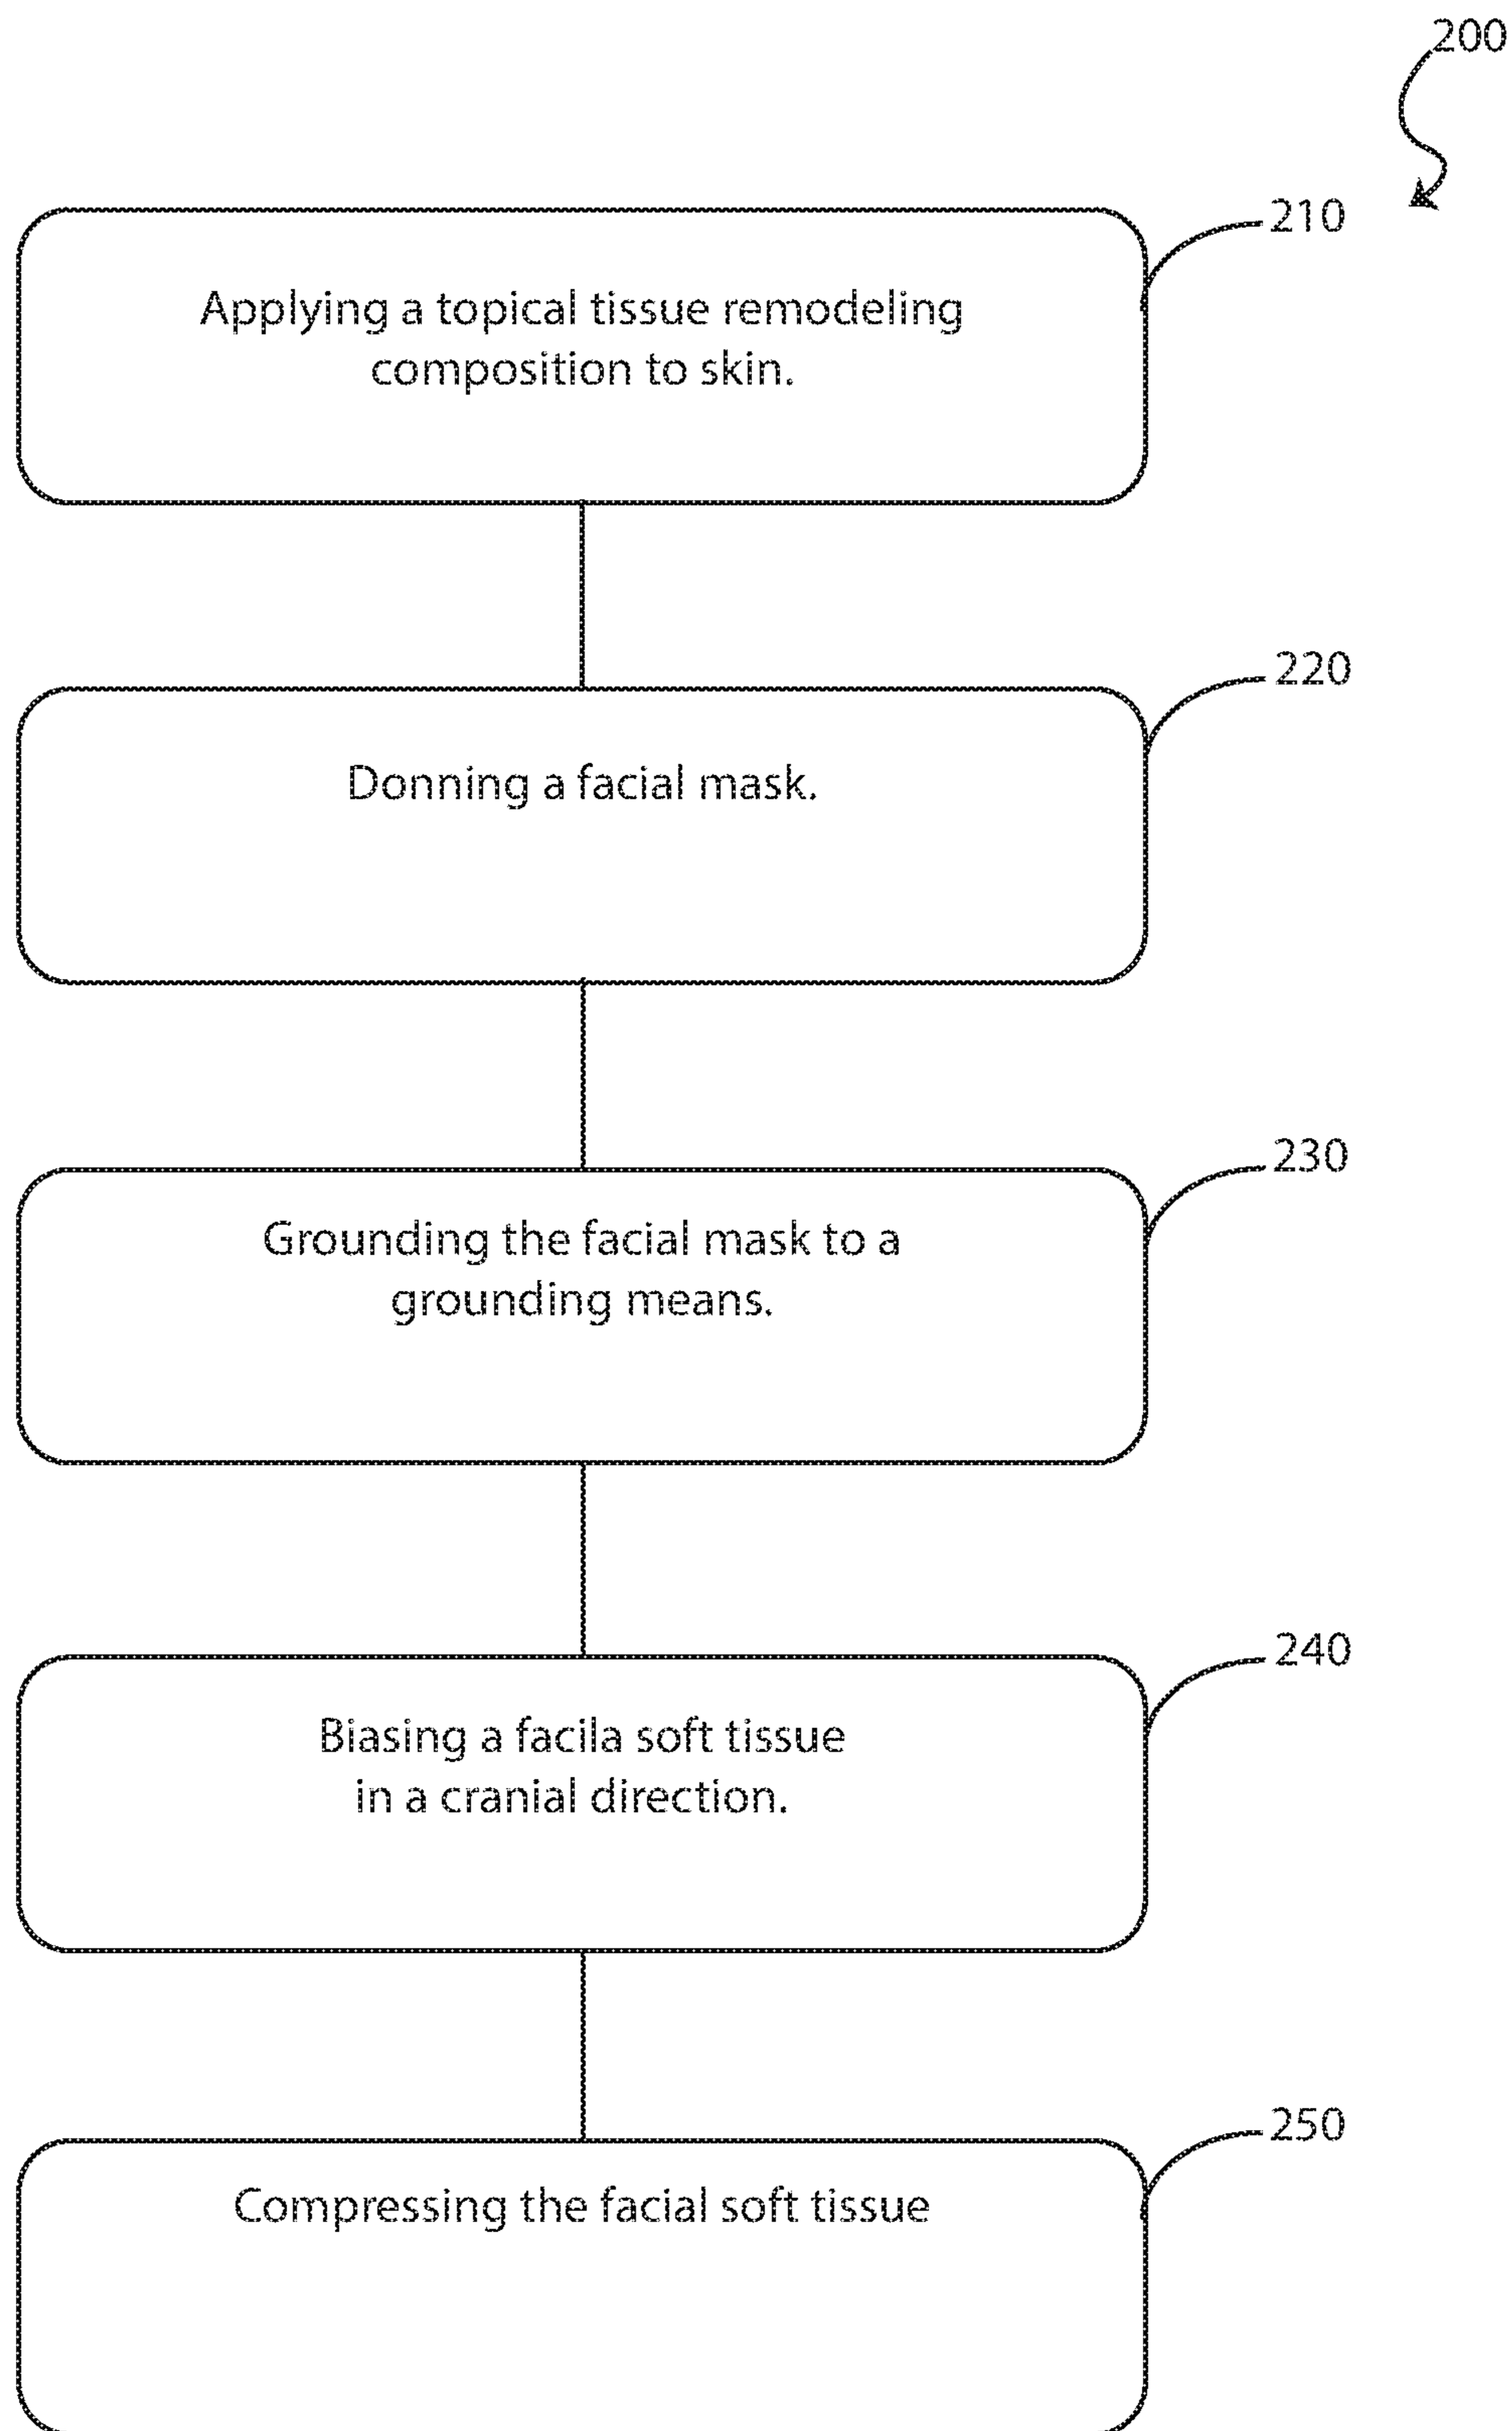 200
210
Applying a topical tissue remodeling
composition to skin.
220
Donning a facial mask.
230
Grounding the facial mask to a
grounding means.
240
Biasing a facila soft tissue
in a cranial direction.
250
Compressing the facial soft tissue